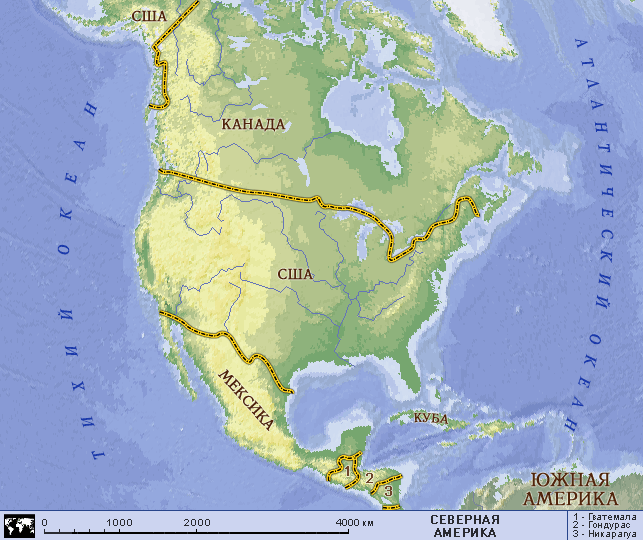 США
КАНАДА
США
МЕКСИКА
КУБА
1
2
3
ТИХИЙ ОКЕАН
АТЛАНТИЧЕСКИЙ ОКЕАН
ЮЖНАЯ
АМЕРИКА
0 1000 2000 4000 км
СЕВЕРНАЯ
АМЕРИКА
1 - Гватемала
2 - Гондурас
3 - Никарагуа